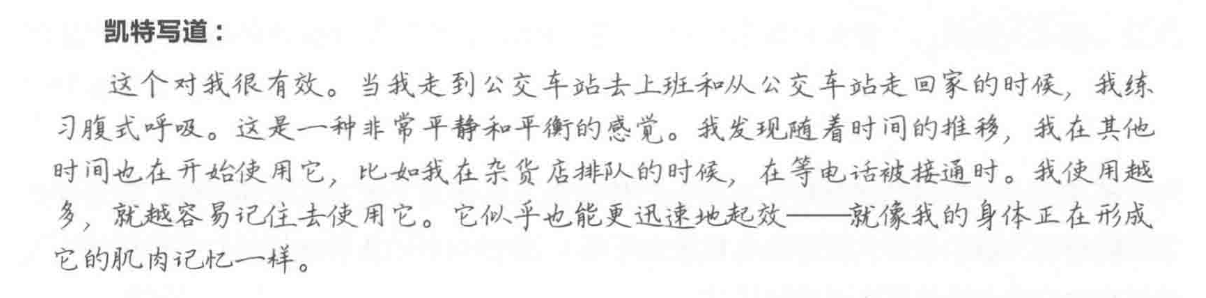 凯特写道：
这个对我很有效。当我走到公交车站去上班和从公交车站走回家的时候，我练
习腹式呼吸。这是一种非常平静和平衡的感觉。我发现随着时间的推移，我在其他
时间也在开始使用它，比如我在杂货店排队的时候，在等电话被接通时。我使用越
多，就越容易记住去使用它。它似乎也能更迅速地起效——就像我的身体正在形成
它的肌肉记忆一样。